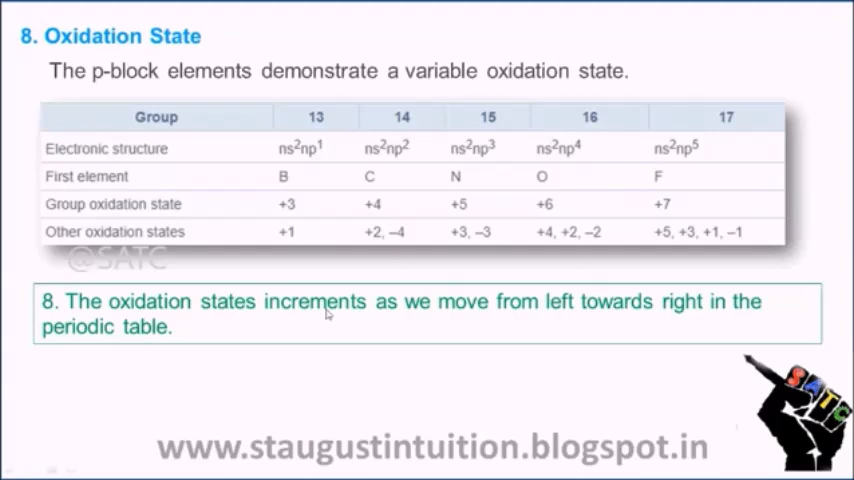 8. Oxidation State
The p-block elements demonstrate a variable oxidation state.
Group 13 14 15 16 17
Electronic structure ns²np¹ ns²np² ns²np³ ns²np⁴ ns²np⁵
First element B C N O F
Group oxidation state +3 +4 +5 +6 +7
Other oxidation states +1 +2, –4 +3, –3 +4, +2, –2 +5, +3, +1, –1
@SATC
8. The oxidation states increments as we move from left towards right in the
periodic table.
SATC
www.staugustintuition.blogspot.in